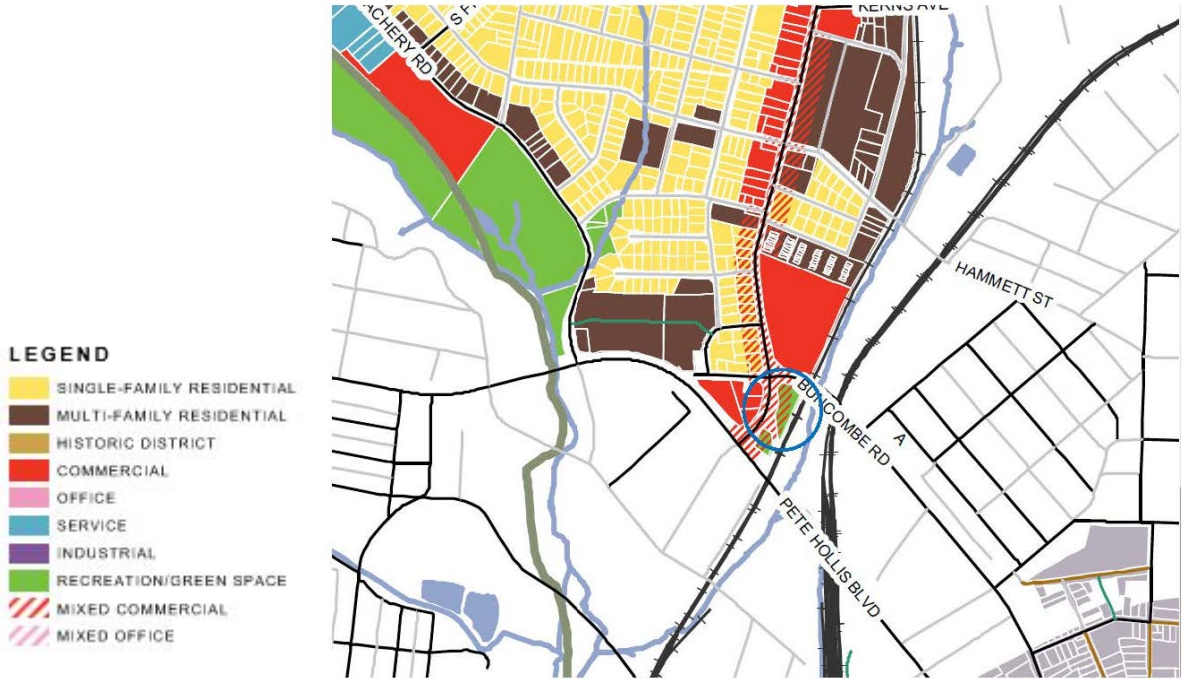 KERNS AVE
ACHERY RD
S F
HAMMETT ST
BUNCOMBE RD
A
PETE HOLLIS BLVD
LEGEND
SINGLE-FAMILY RESIDENTIAL
MULTI-FAMILY RESIDENTIAL
HISTORIC DISTRICT
COMMERCIAL
OFFICE
SERVICE
INDUSTRIAL
RECREATION/GREEN SPACE
MIXED COMMERCIAL
MIXED OFFICE